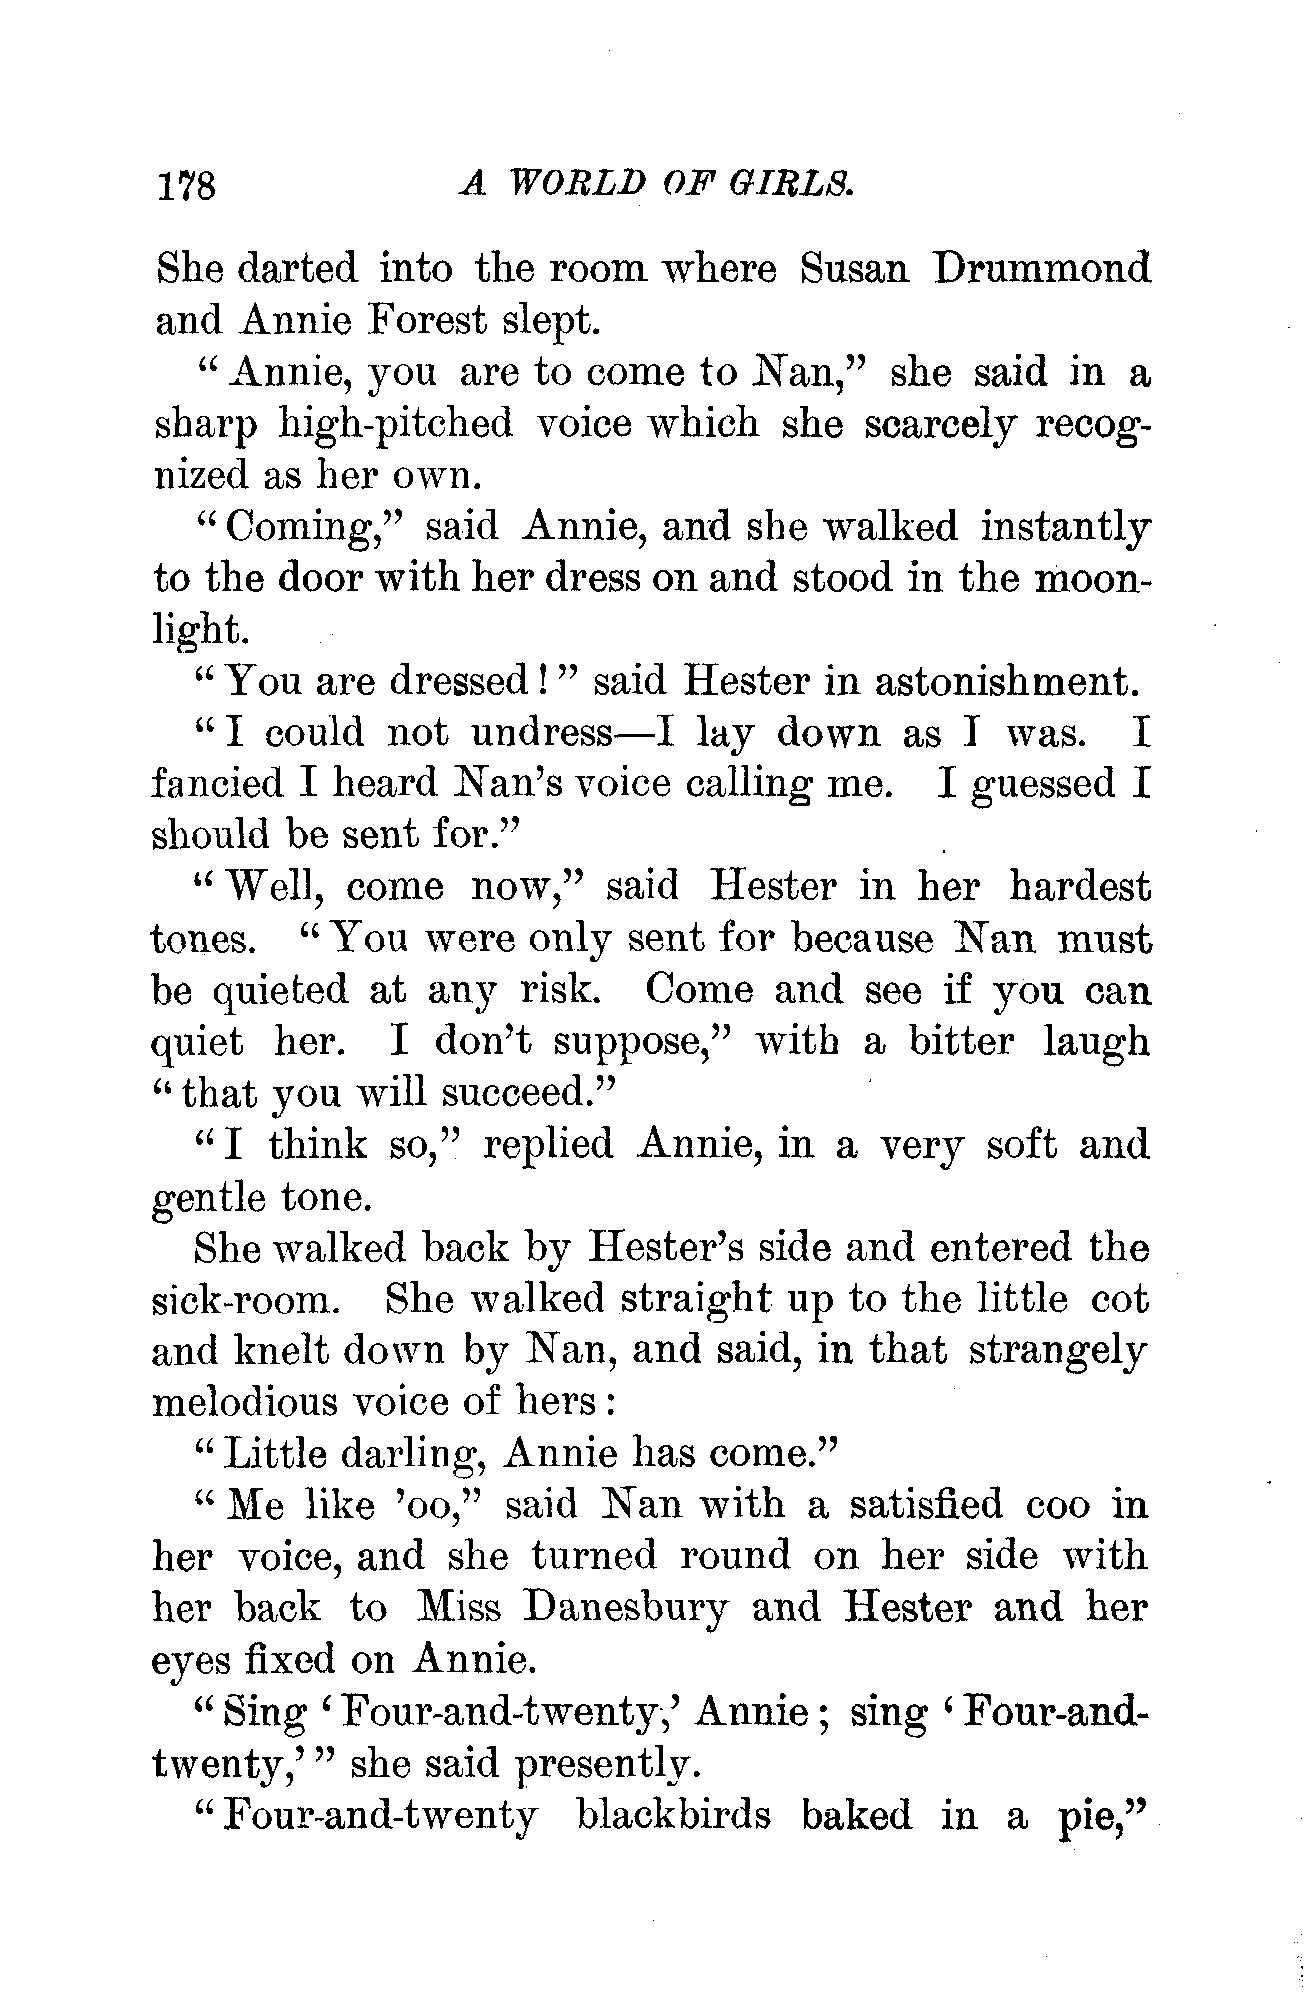 178 A WORLD OF GIRLS.
She darted into the room where Susan Drummond
and Annie Forest slept.
“Annie, you are to come to Nan,” she said in a
sharp high-pitched voice which she scarcely recog-
nized as her own.
“Coming,” said Annie, and she walked instantly
to the door with her dress on and stood in the moon-
light.
“You are dressed!” said Hester in astonishment.
“I could not undress—I lay down as I was. I
fancied I heard Nan’s voice calling me. I guessed I
should be sent for.”
“Well, come now,” said Hester in her hardest
tones. “You were only sent for because Nan must
be quieted at any risk. Come and see if you can
quiet her. I don’t suppose,” with a bitter laugh
“that you will succeed.”
“I think so,” replied Annie, in a very soft and
gentle tone.
She walked back by Hester’s side and entered the
sick-room. She walked straight up to the little cot
and knelt down by Nan, and said, in that strangely
melodious voice of hers:
“Little darling, Annie has come.”
“Me like ’oo,” said Nan with a satisfied coo in
her voice, and she turned round on her side with
her back to Miss Danesbury and Hester and her
eyes fixed on Annie.
“Sing ‘Four-and-twenty,’ Annie; sing ‘Four-and-
twenty,’” she said presently.
“Four-and-twenty blackbirds baked in a pie,”